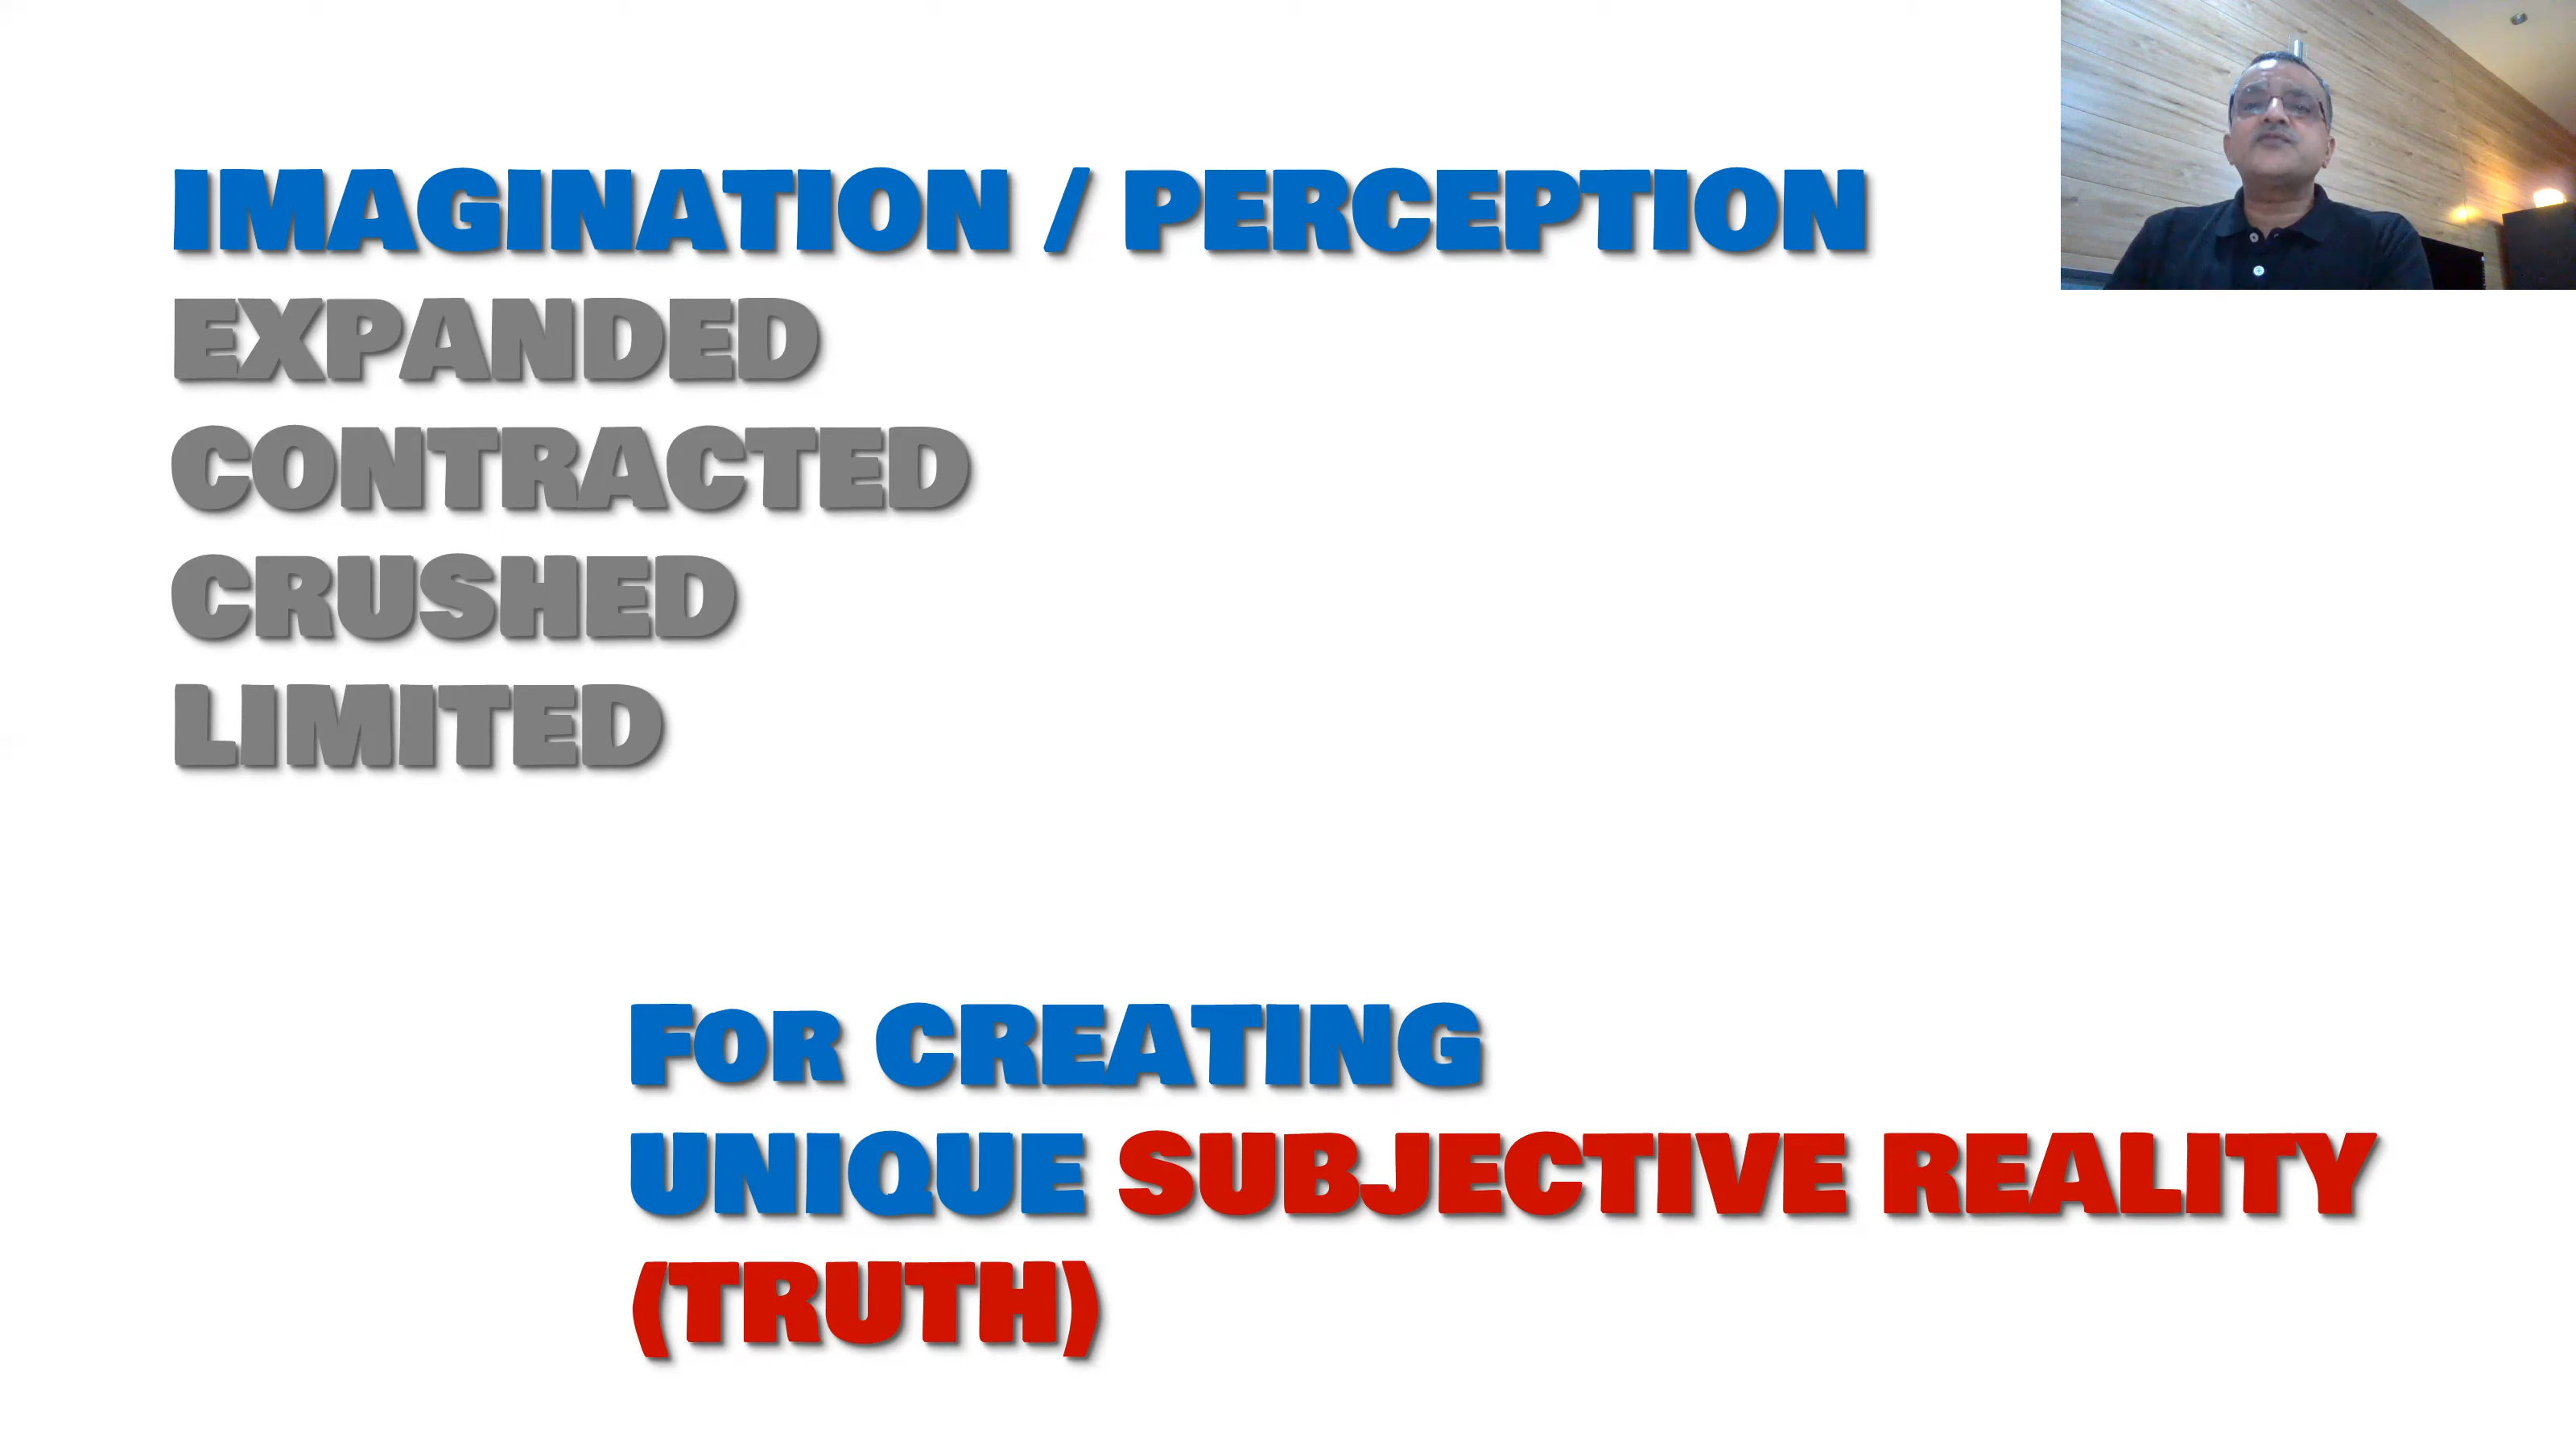 IMAGINATION / PERCEPTION
EXPANDED
CONTRACTED
CRUSHED
LIMITED
FOR CREATING
UNIQUE SUBJECTIVE REALITY
(TRUTH)